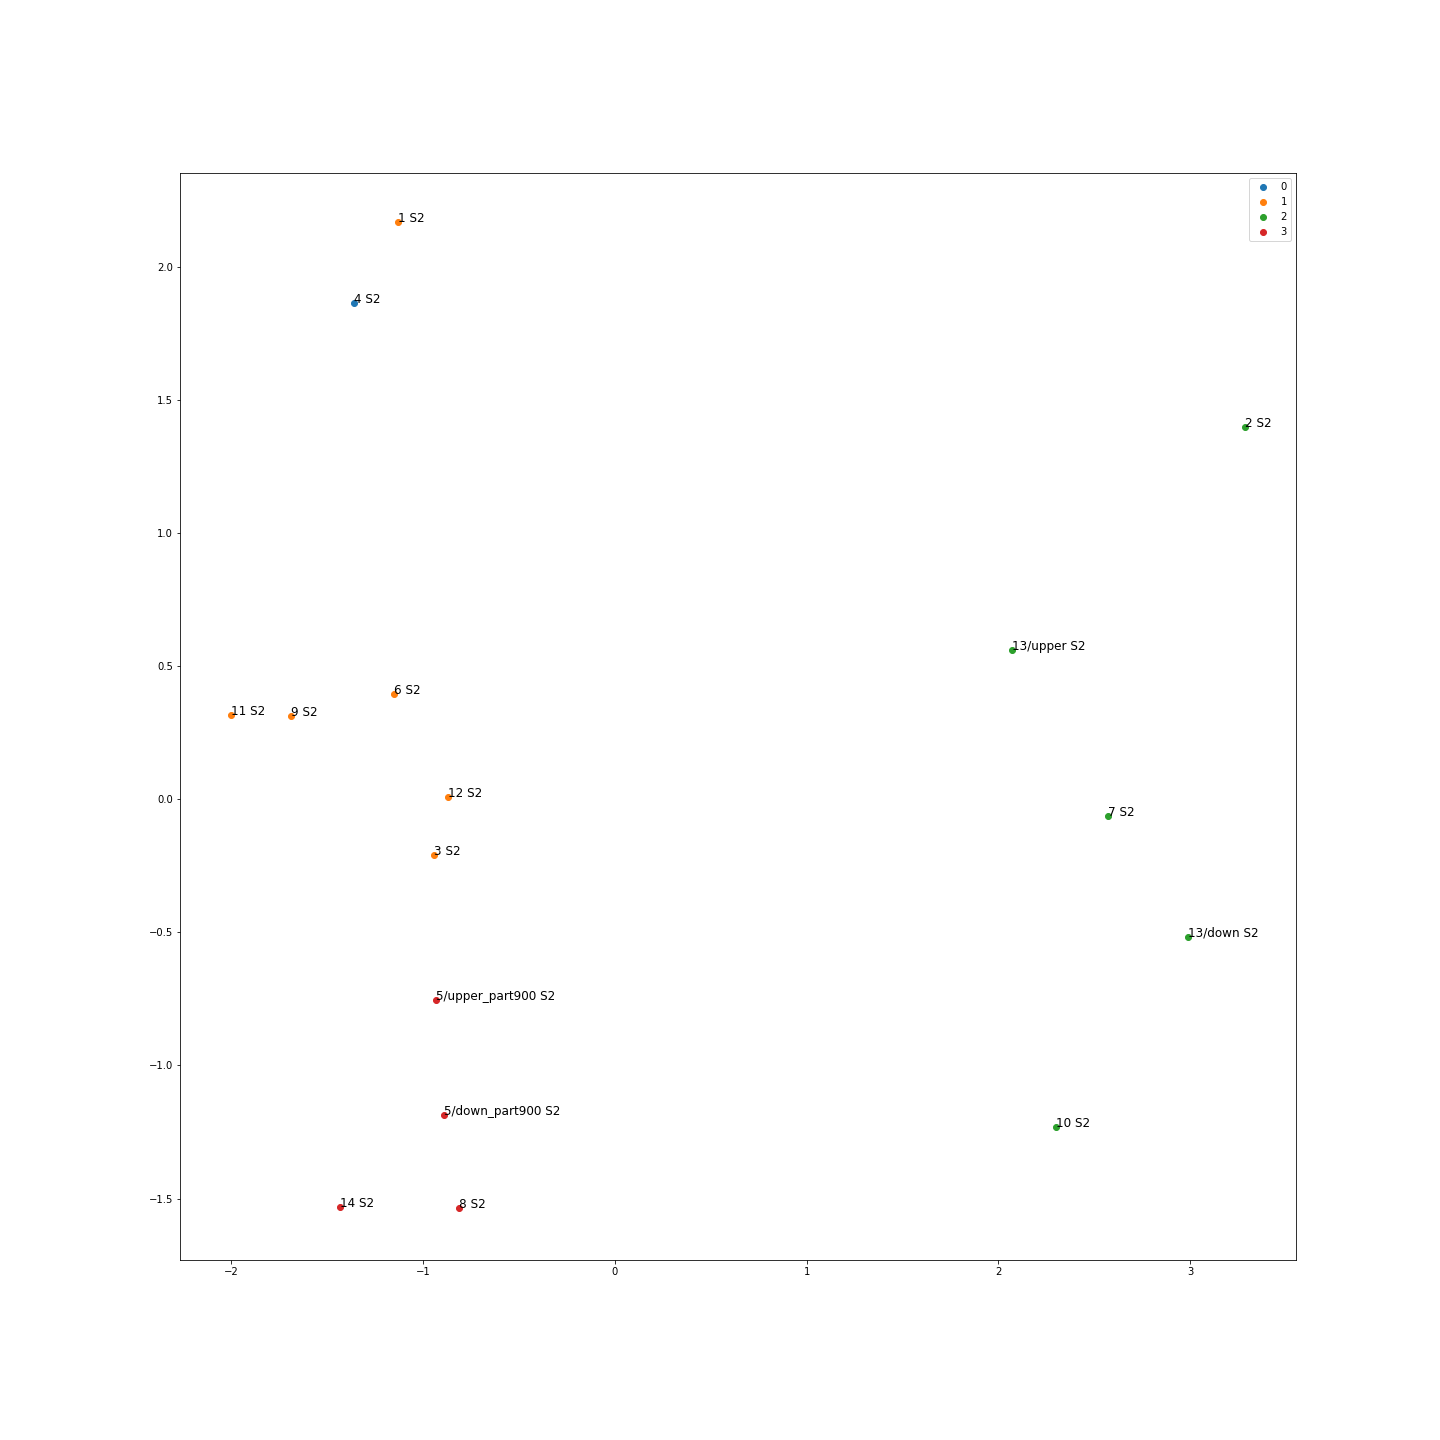 0
1
2
3
1 S2
4 S2
2 S2
13/upper S2
6 S2
11 S2
9 S2
12 S2
7 S2
3 S2
13/down S2
5/upper_part900 S2
5/down_part900 S2
10 S2
14 S2
8 S2
2.0
1.5
1.0
0.5
0.0
−0.5
−1.0
−1.5
−2 −1 0 1 2 3